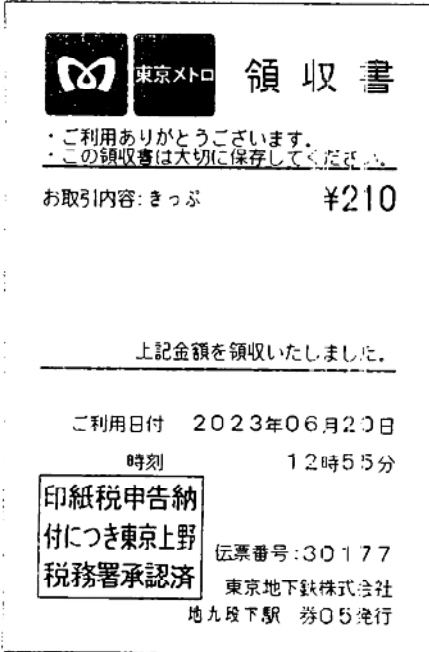 東京メトロ 領収書
・ご利用ありがとうございます。
・この領収書は大切に保存してください。
お取引内容:きっぷ ¥210
上記金額を領収いたしました。
ご利用日付 2023年06月20日
時刻 12時55分
印紙税申告納
付につき東京上野
税務署承認済
伝票番号:30177
東京地下鉄株式会社
地九段下駅 券05発行